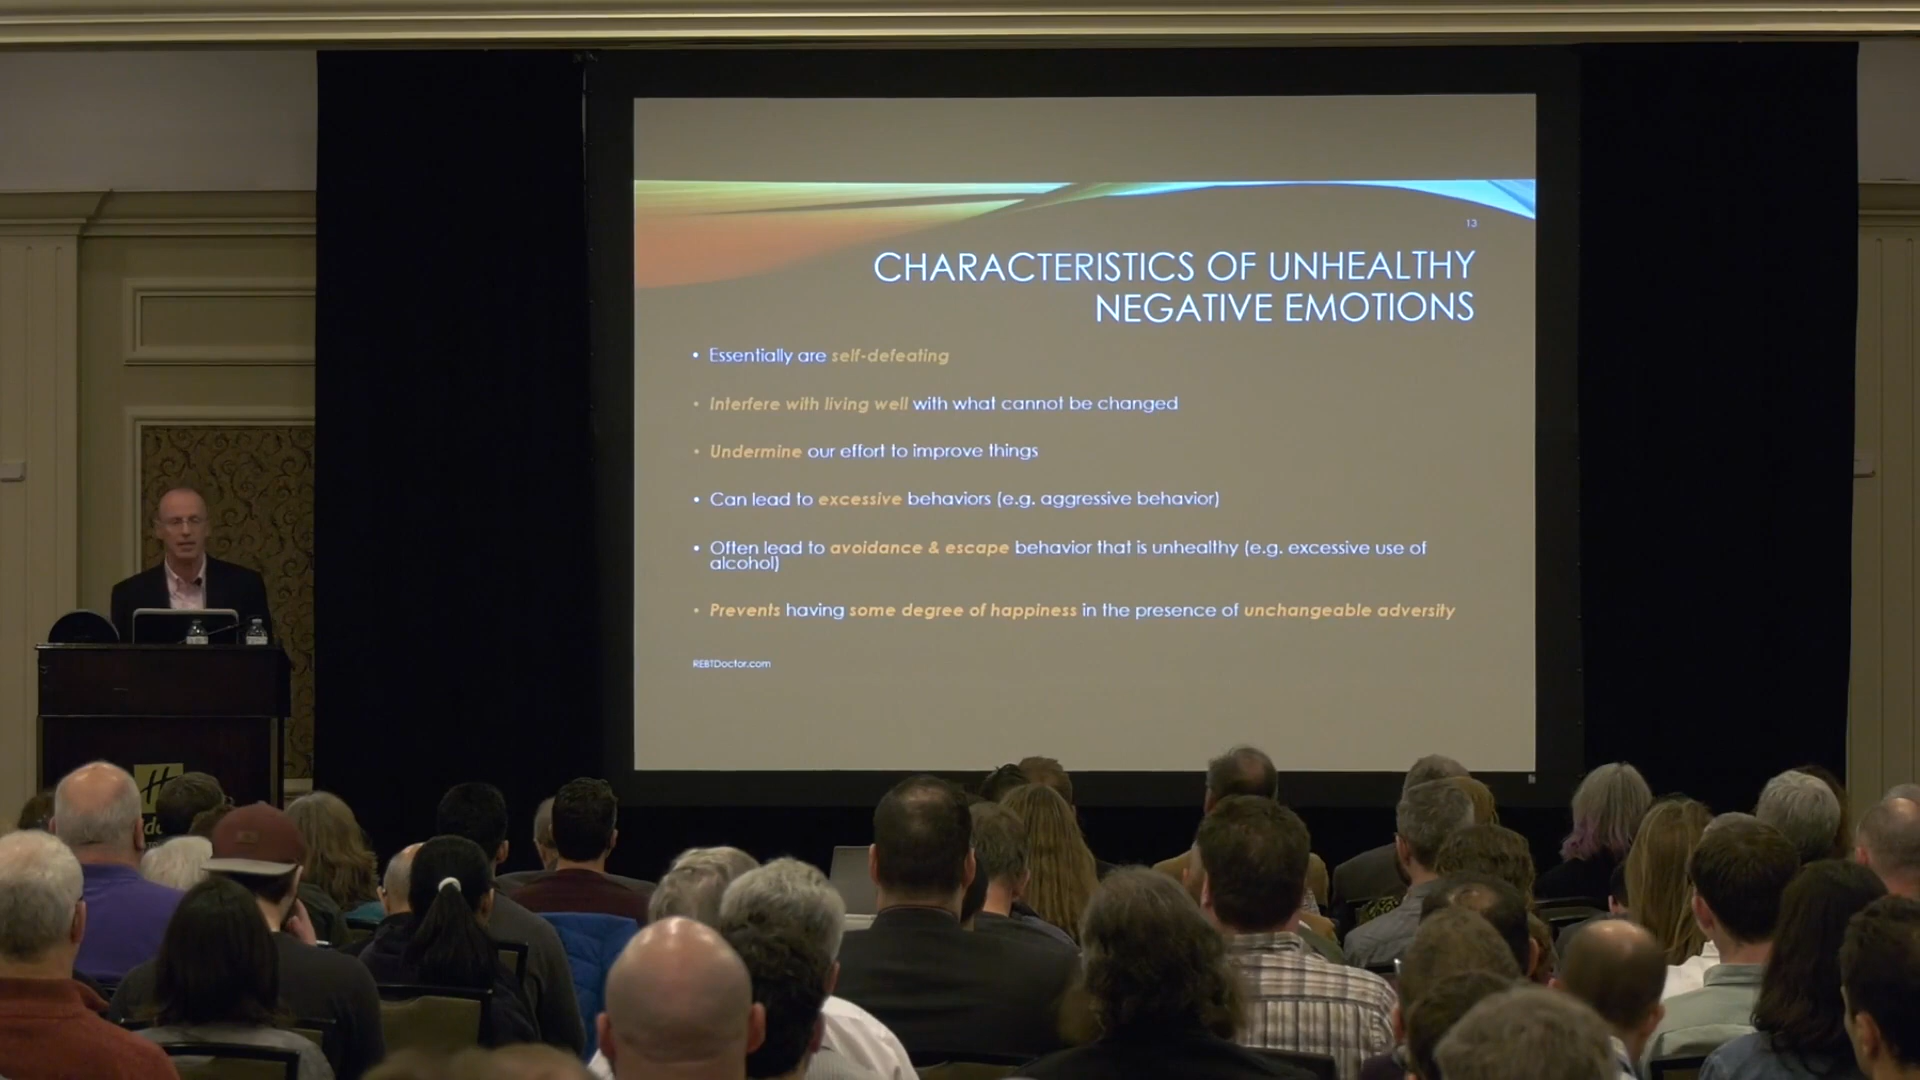 13
CHARACTERISTICS OF UNHEALTHY
NEGATIVE EMOTIONS
• Essentially are self-defeating
• Interfere with living well with what cannot be changed
• Undermine our effort to improve things
• Can lead to excessive behaviors (e.g. aggressive behavior)
• Often lead to avoidance & escape behavior that is unhealthy (e.g. excessive use of
alcohol)
• Prevents having some degree of happiness in the presence of unchangeable adversity
REBTDoctor.com
H